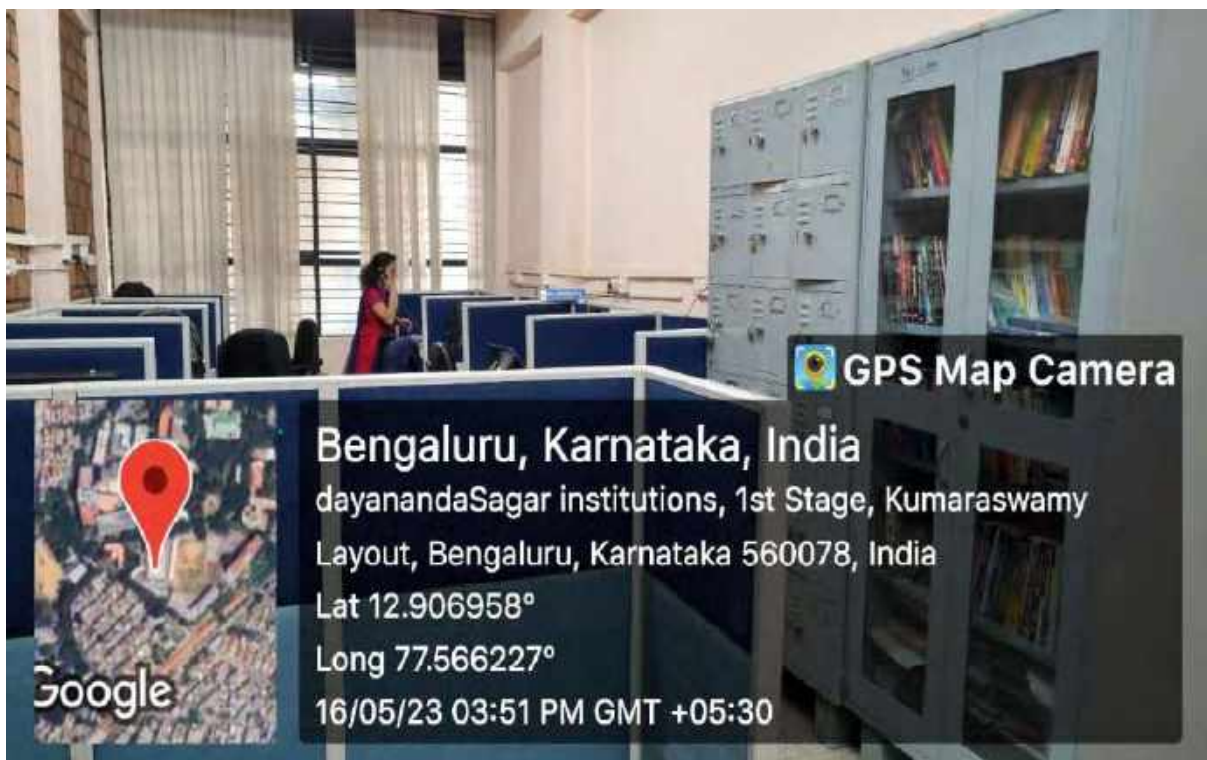 GPS Map Camera
Bengaluru, Karnataka, India
dayanandaSagar institutions, 1st Stage, Kumaraswamy
Layout, Bengaluru, Karnataka 560078, India
Lat 12.906958°
Long 77.566227°
16/05/23 03:51 PM GMT +05:30
Google